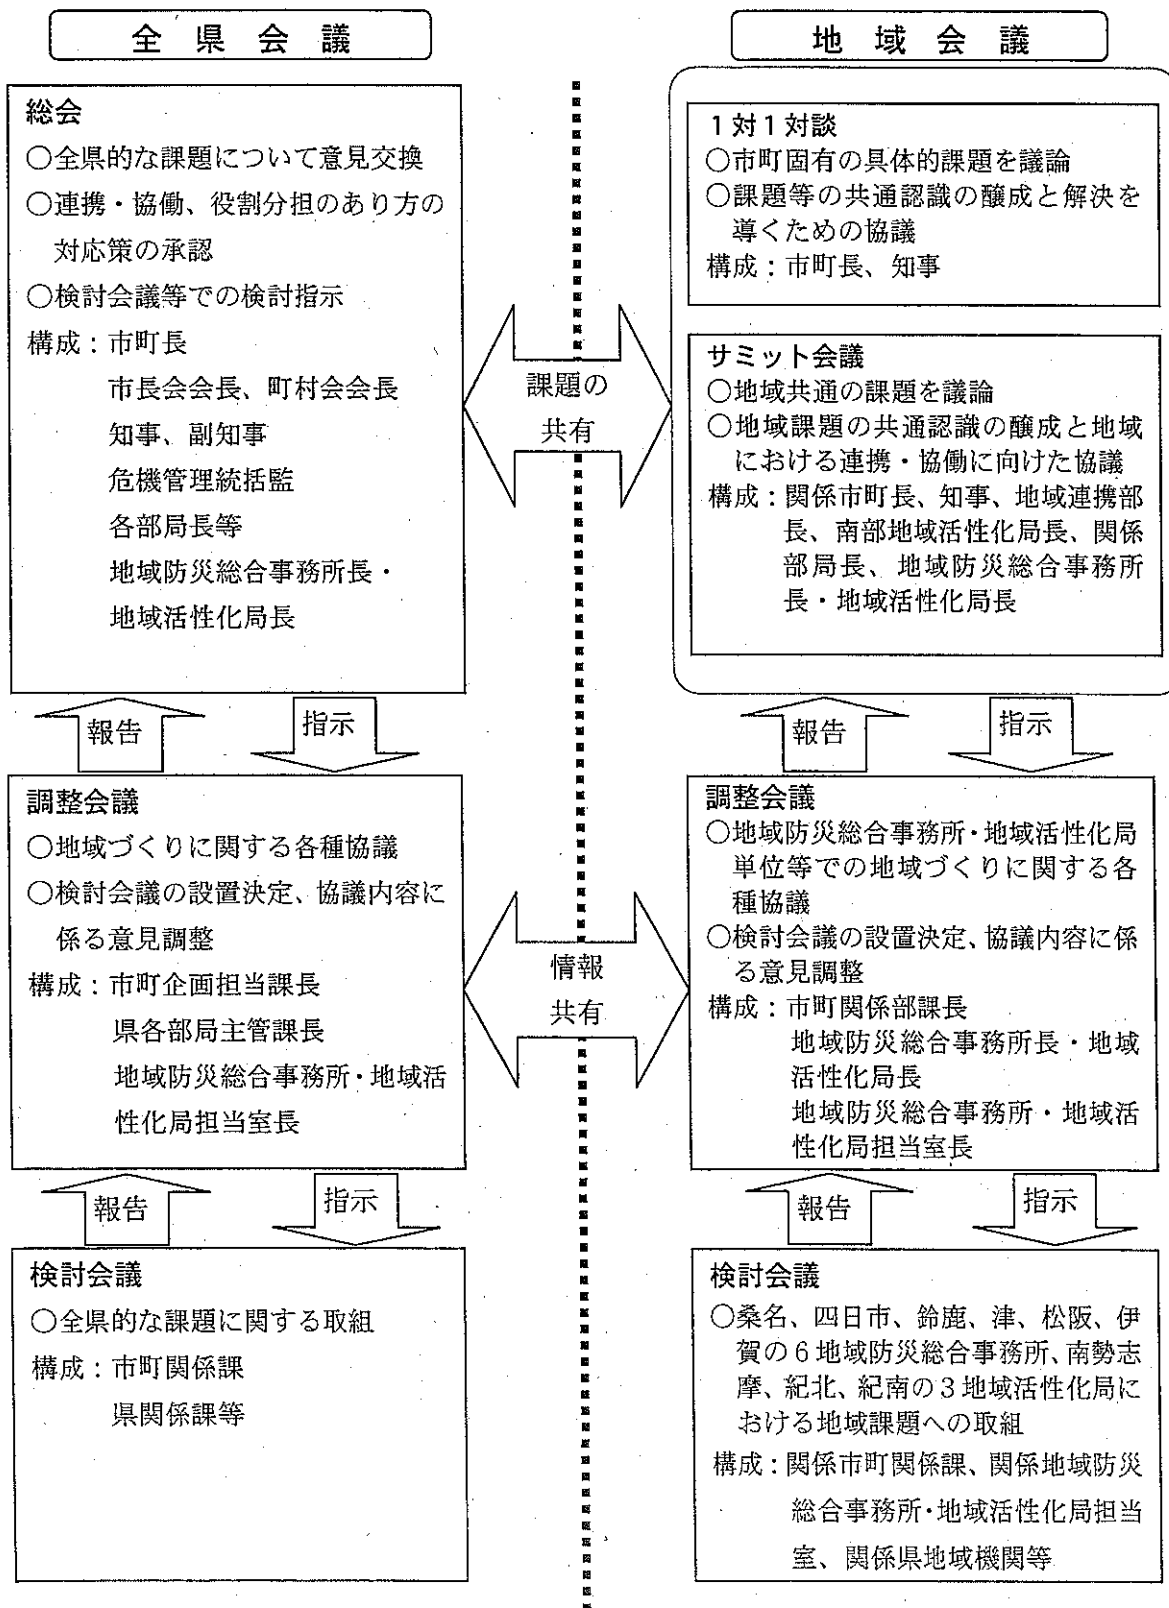 全県会議
総会
○全県的な課題について意見交換
○連携・協働、役割分担のあり方の
対応策の承認
○検討会議等での検討指示
構成：市町長
市長会会長、町村会会長
知事、副知事
危機管理統括監
各部局長等
地域防災総合事務所長・
地域活性化局長
報告
指示
調整会議
○地域づくりに関する各種協議
○検討会議の設置決定、協議内容に
係る意見調整
構成：市町企画担当課長
県各部局主管課長
地域防災総合事務所・地域活
性化局担当室長
報告
指示
検討会議
○全県的な課題に関する取組
構成：市町関係課
県関係課等
課題の
共有
情報
共有
地域会議
１対１対談
○市町固有の具体的課題を議論
○課題等の共通認識の醸成と解決を
導くための協議
構成：市町長、知事
サミット会議
○地域共通の課題を議論
○地域課題の共通認識の醸成と地域
における連携・協働に向けた協議
構成：関係市町長、知事、地域連携部
長、南部地域活性化局長、関係
部局長、地域防災総合事務所
長・地域活性化局長
報告
指示
調整会議
○地域防災総合事務所・地域活性化局
単位等での地域づくりに関する各
種協議
○検討会議の設置決定、協議内容に係
る意見調整
構成：市町関係部課長
地域防災総合事務所長・地域
活性化局長
地域防災総合事務所・地域活
性化局担当室長
報告
指示
検討会議
○桑名、四日市、鈴鹿、津、松阪、伊
賀の６地域防災総合事務所、南勢志
摩、紀北、紀南の３地域活性化局に
おける地域課題への取組
構成：関係市町関係課、関係地域防災
総合事務所・地域活性化局担当
室、関係県地域機関等